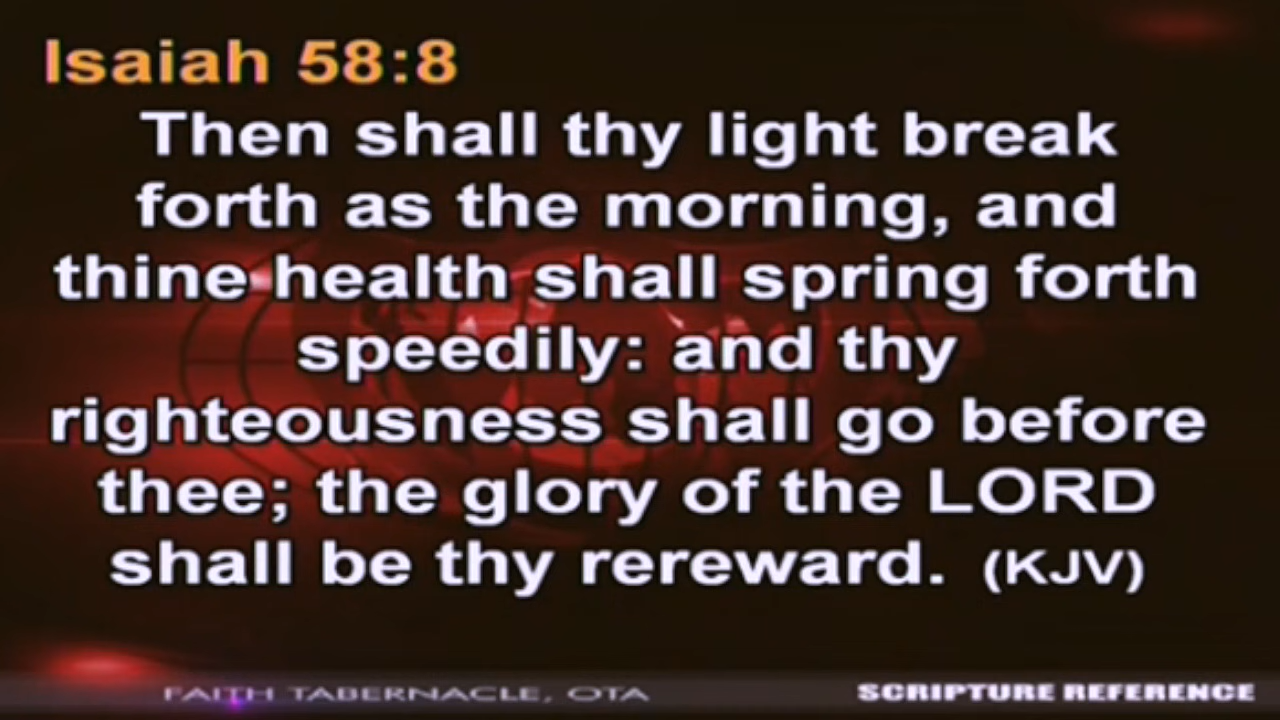 Isaiah 58:8
Then shall thy light break
forth as the morning, and
thine health shall spring forth
speedily: and thy
righteousness shall go before
thee; the glory of the LORD
shall be thy rereward. (KJV)
FAITH TABERNACLE, OTA
SCRIPTURE REFERENCE